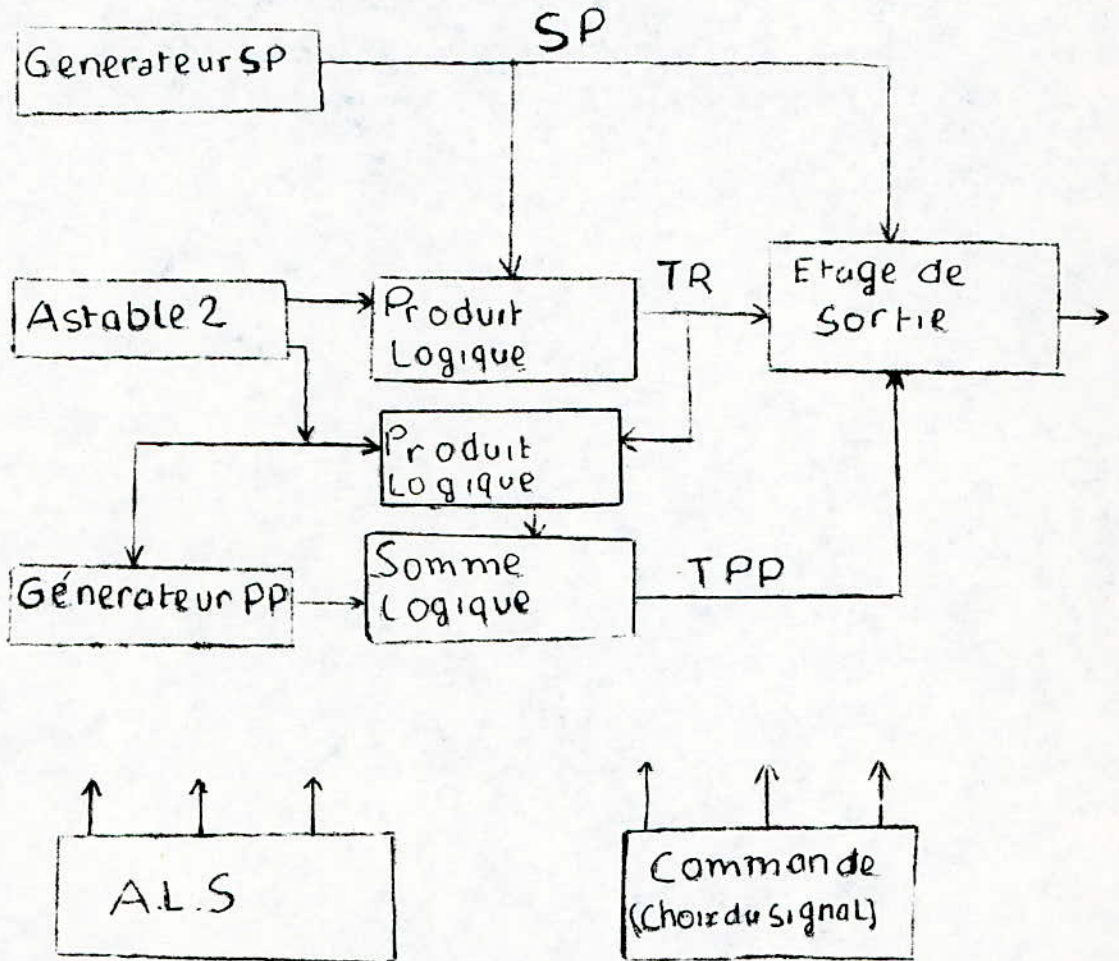 SP
Generateur SP
Astable 2
Produit
Logique
TR
Etage de
Sortie
Produit
Logique
Génerateur PP
Somme
Logique
TPP
A.L.S
Commande
(Choix du signal)